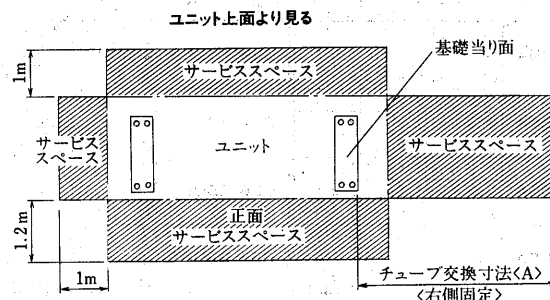 ユニット上面より見る
1m
サービススペース
基礎当り面
サービス
スペース
ユニット
サービススペース
1.2m
正面
サービススペース
1m
チューブ交換寸法〈A〉
〈右側固定〉